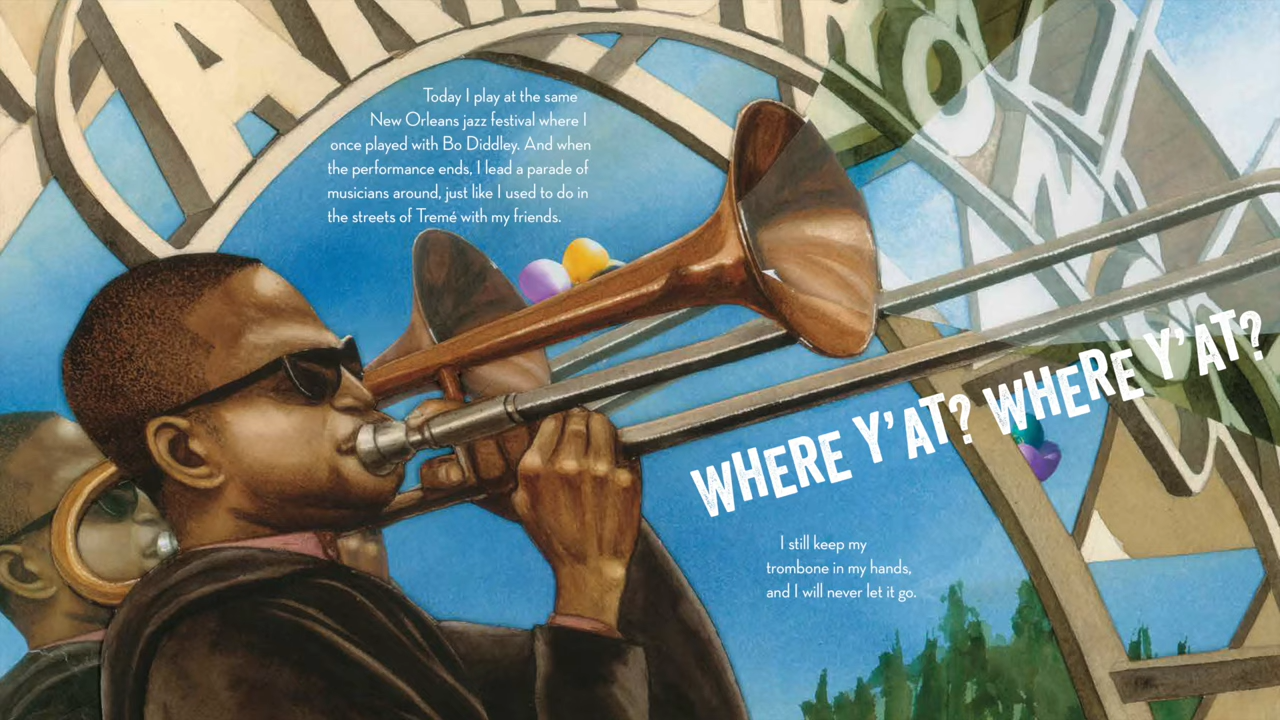 Today I play at the same
New Orleans jazz festival where I
once played with Bo Diddley. And when
the performance ends, I lead a parade of
musicians around, just like I used to do in
the streets of Tremé with my friends.
WHERE Y'AT? WHERE Y'AT?
I still keep my
trombone in my hands,
and I will never let it go.